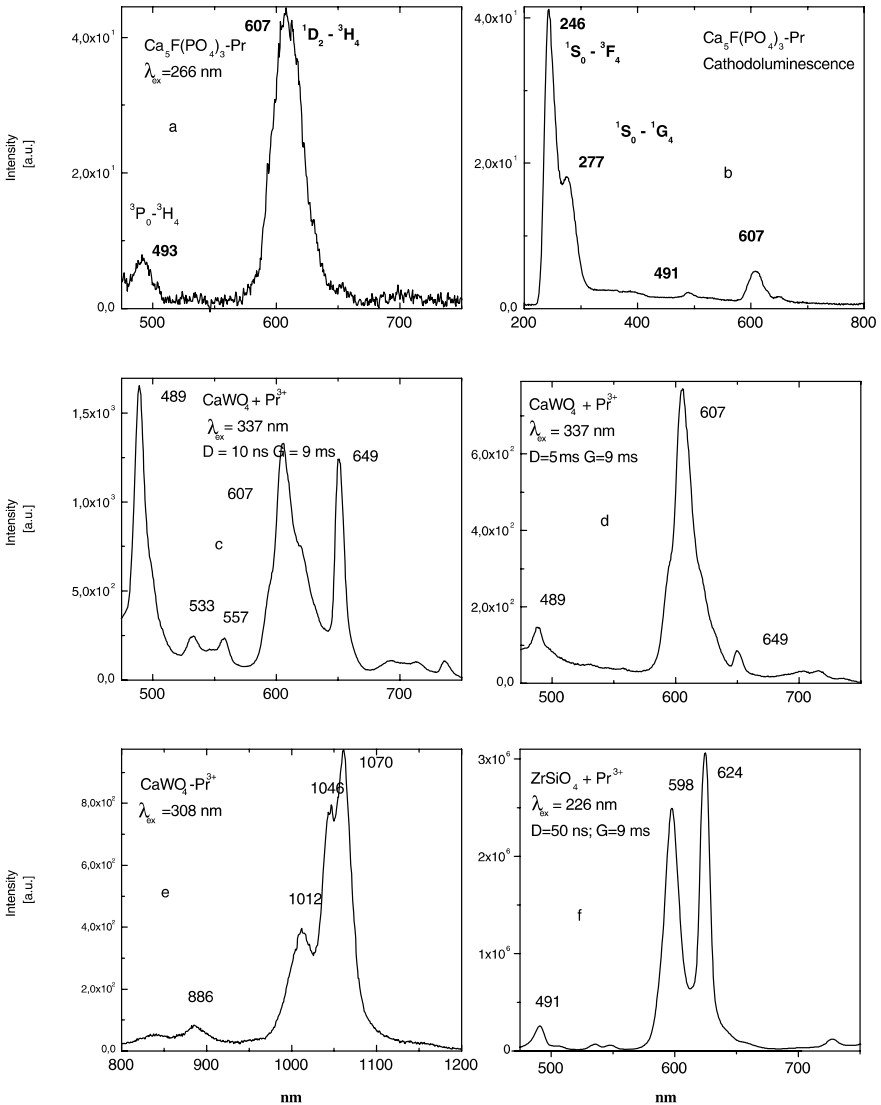 Intensity
[a.u.]
4,0x10¹
2,0x10¹
0,0
607
¹D₂ - ³H₄
Ca₅F(PO₄)₃-Pr
λex=266 nm
a
³P₀-³H₄
493
500
600
700
4,0x10¹
2,0x10¹
0,0
246
¹S₀ - ³F₄
Ca₅F(PO₄)₃-Pr
Cathodoluminescence
¹S₀ - ¹G₄
277
b
491
607
200
400
600
800
Intensity
[a.u.]
1,5x10³
1,0x10³
5,0x10²
0,0
489
CaWO₄ + Pr³⁺
λex = 337 nm
D = 10 ns G = 9 ms
649
607
c
533
557
500
600
700
6,0x10²
4,0x10²
2,0x10²
0,0
CaWO₄ + Pr³⁺
λex = 337 nm
D=5ms G=9 ms
607
d
489
649
500
600
700
Intensity
[a.u.]
8,0x10²
6,0x10²
4,0x10²
2,0x10²
0,0
CaWO₄-Pr³⁺
λex =308 nm
1070
1046
e
1012
886
800
900
1000
1100
1200
nm
3x10⁶
2x10⁶
1x10⁶
0
ZrSiO₄ + Pr³⁺
λex = 226 nm
D=50 ns; G=9 ms
598
624
f
491
500
600
700
nm